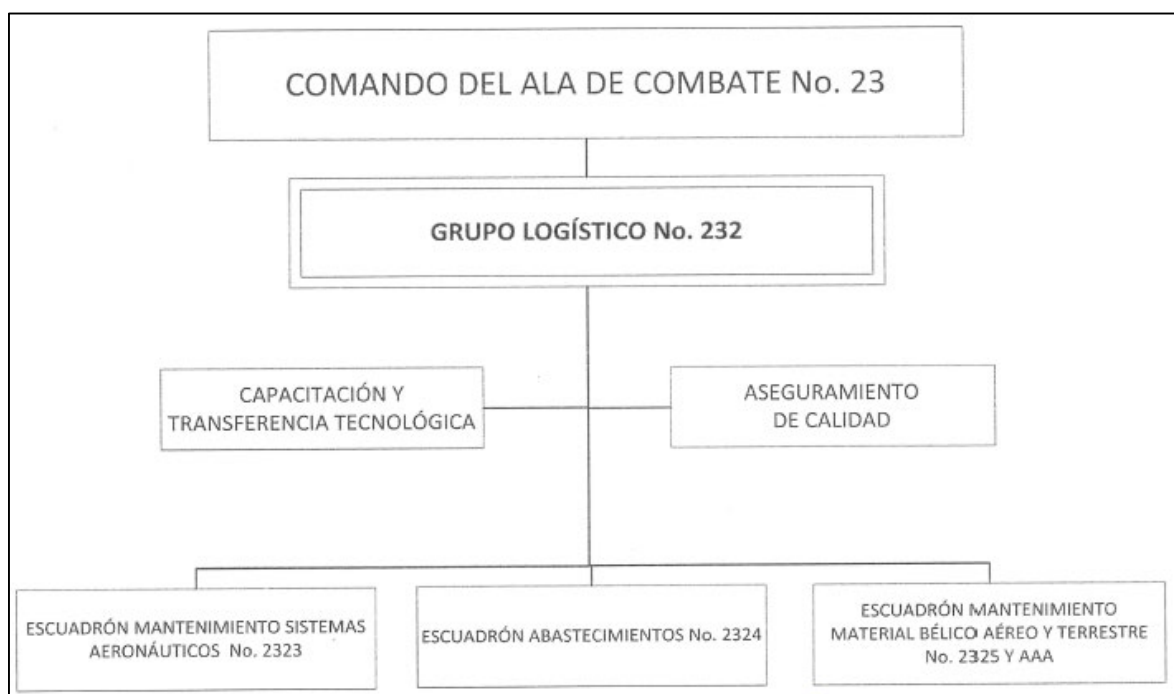 COMANDO DEL ALA DE COMBATE No. 23
GRUPO LOGÍSTICO No. 232
CAPACITACIÓN Y
TRANSFERENCIA TECNOLÓGICA
ASEGURAMIENTO
DE CALIDAD
ESCUADRÓN MANTENIMIENTO SISTEMAS
AERONÁUTICOS No. 2323
ESCUADRÓN ABASTECIMIENTOS No. 2324
ESCUADRÓN MANTENIMIENTO
MATERIAL BÉLICO AÉREO Y TERRESTRE
No. 2325 Y AAA